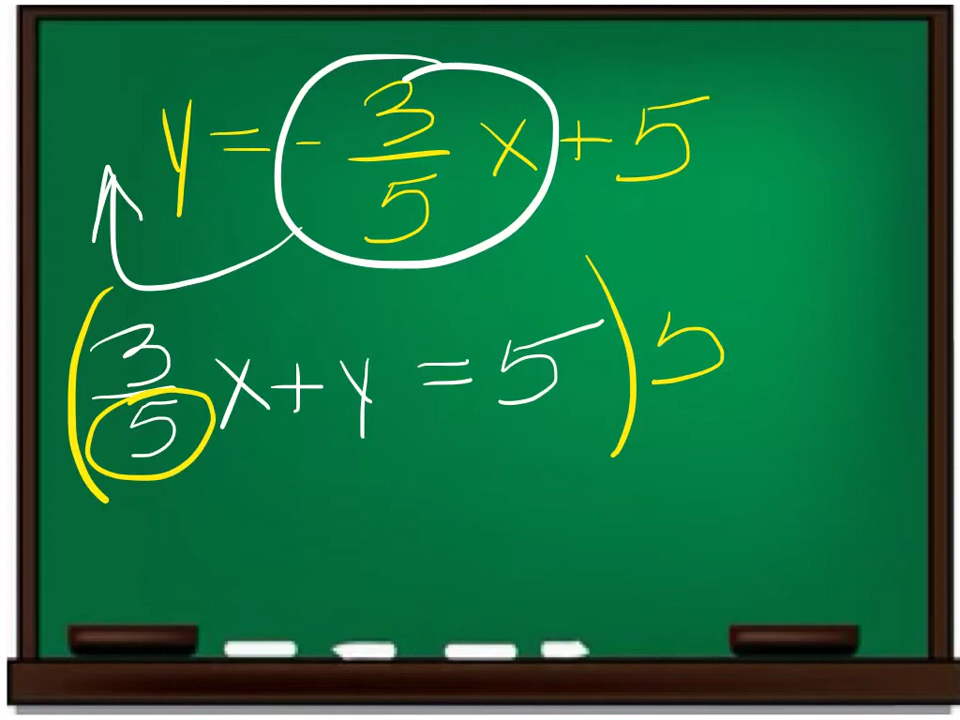 y = - 3/5 x + 5
(3/5 x + y = 5) 5